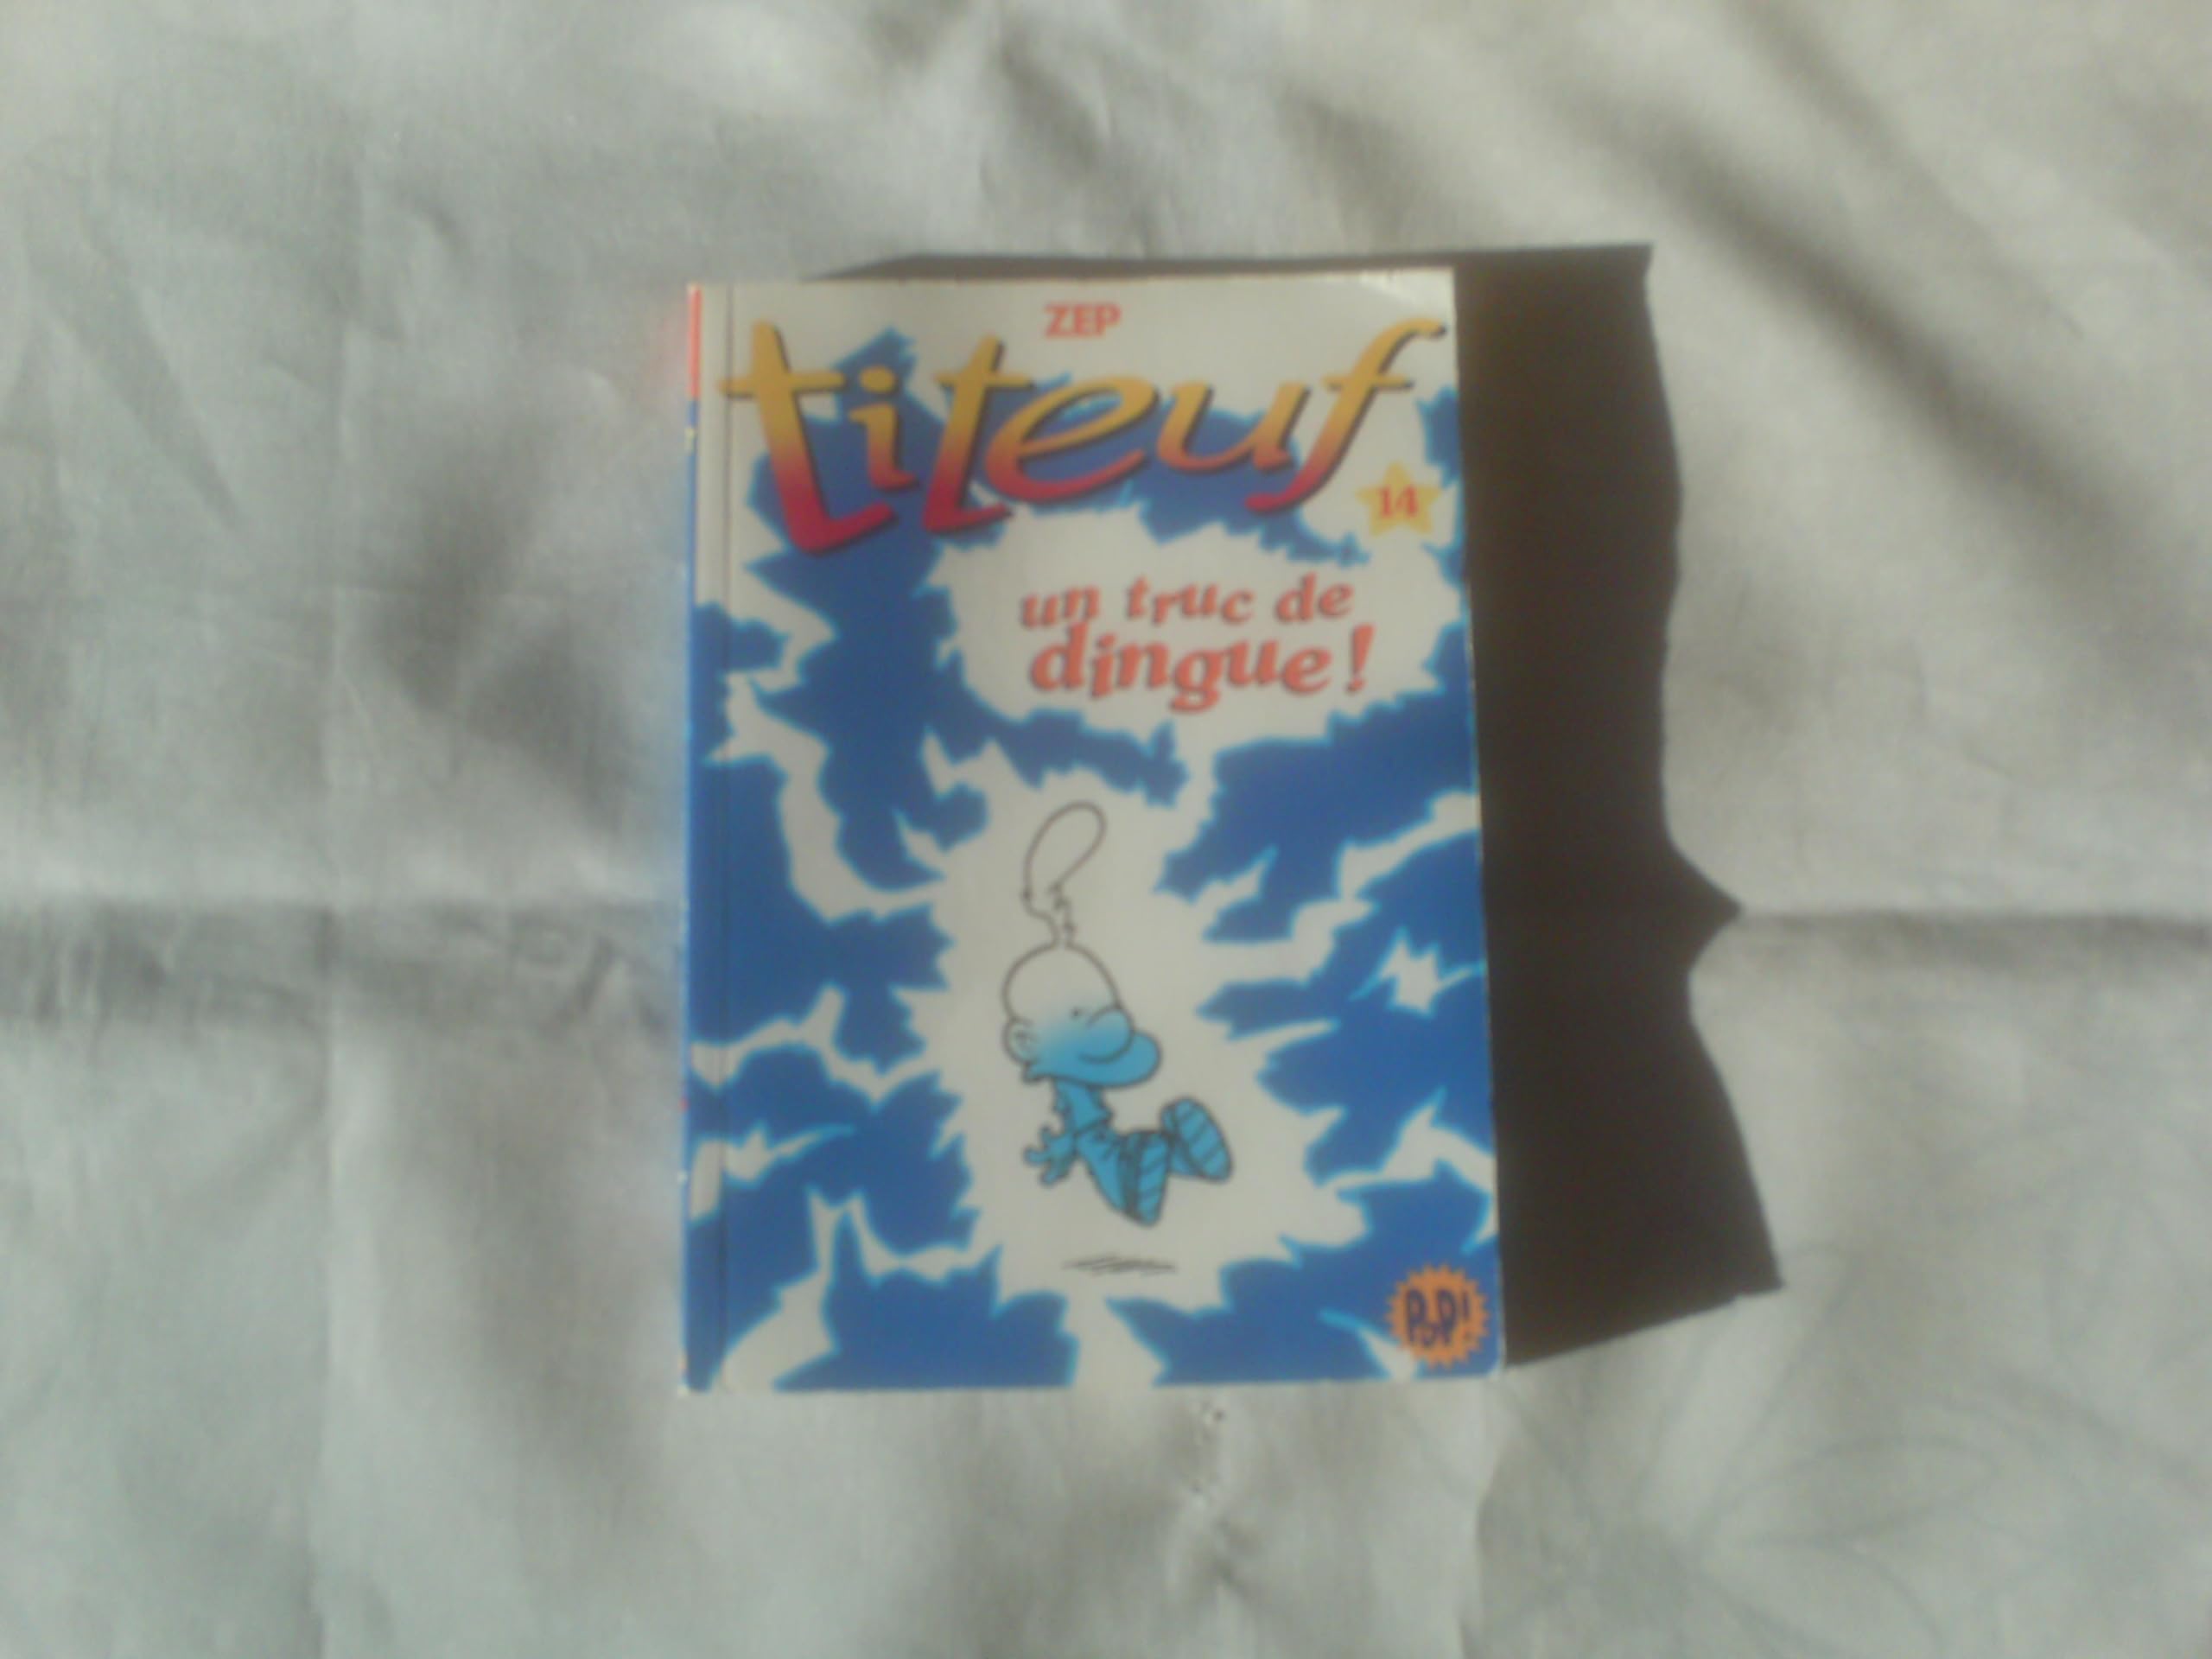 ZEP
titeuf
14
un truc de
dingue!
POP!